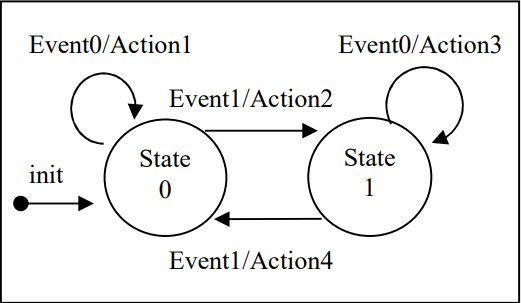 Event0/Action1
Event0/Action3
Event1/Action2
State
0
State
1
init
Event1/Action4